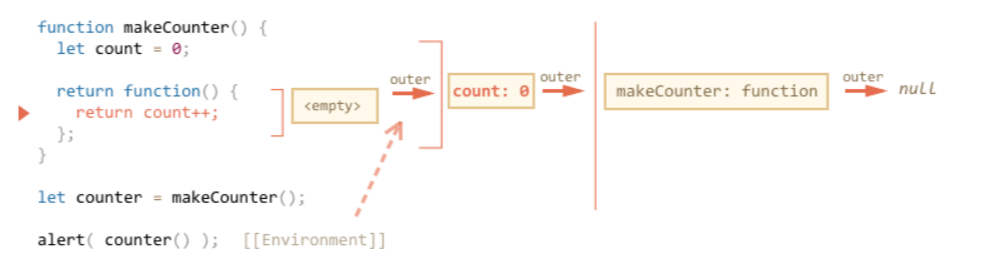 function makeCounter() {
let count = 0;
return function() {
return count++;
};
}
let counter = makeCounter();
alert( counter() );
[[Environment]]
<empty>
outer
count: 0
outer
makeCounter: function
outer
null